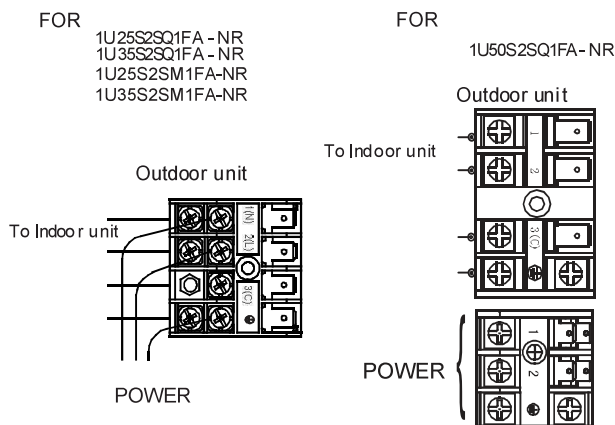 FOR
1U25S2SQ1FA-NR
1U35S2SQ1FA-NR
1U25S2SM1FA-NR
1U35S2SM1FA-NR
Outdoor unit
To Indoor unit
1(N)
2(L)
3(C)
POWER
FOR
1U50S2SQ1FA-NR
Outdoor unit
To Indoor unit
1
2
3(C)
POWER
1
2